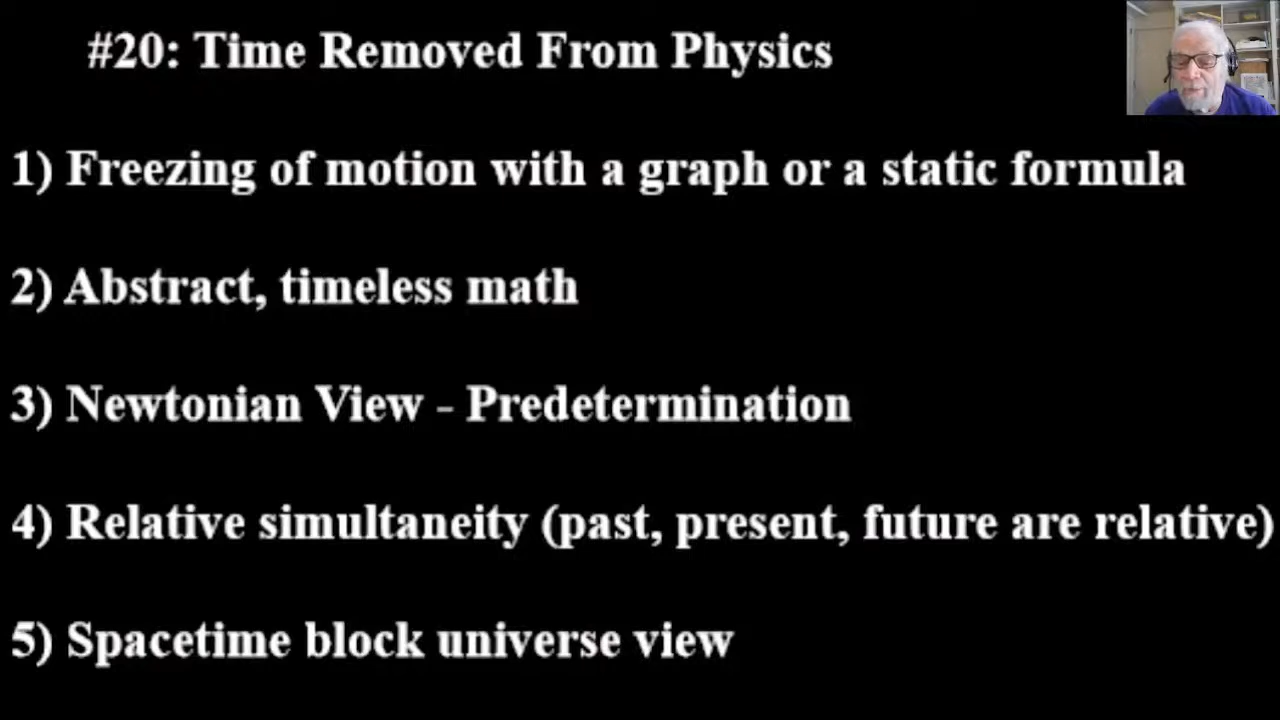 #20: Time Removed From Physics
1) Freezing of motion with a graph or a static formula
2) Abstract, timeless math
3) Newtonian View - Predetermination
4) Relative simultaneity (past, present, future are relative)
5) Spacetime block universe view